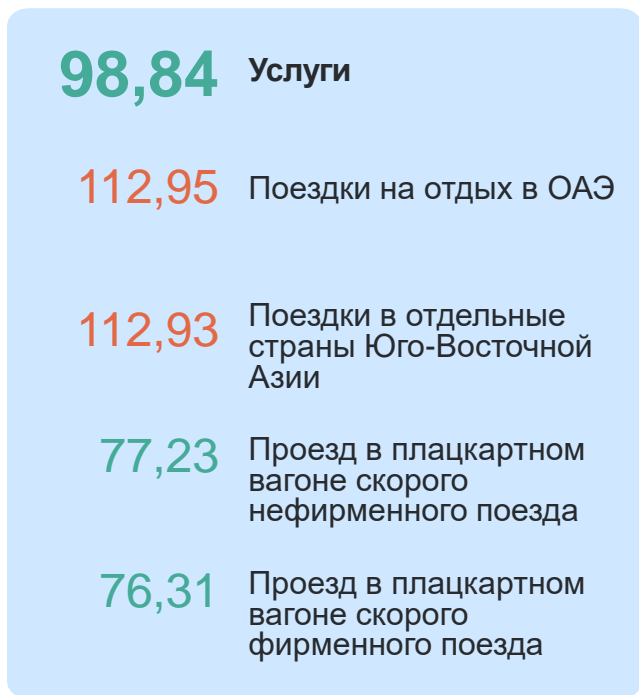 98,84 Услуги
112,95 Поездки на отдых в ОАЭ
112,93 Поездки в отдельные
страны Юго-Восточной
Азии
77,23 Проезд в плацкартном
вагоне скорого
нефирменного поезда
76,31 Проезд в плацкартном
вагоне скорого
фирменного поезда